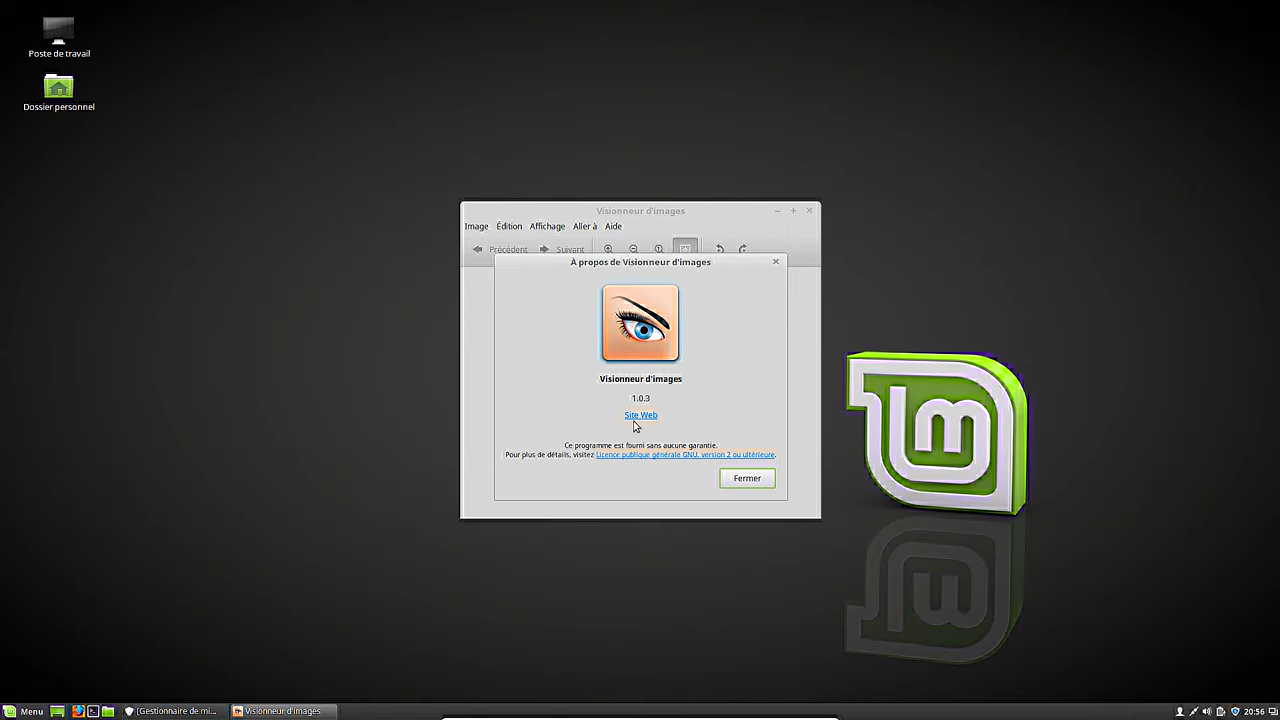 Poste de travail
Dossier personnel
Visionneur d'images
Image Édition Affichage Aller à Aide
Précédent Suivant
À propos de Visionneur d'images
Visionneur d'images
1.0.3
Site Web
Ce programme est fourni sans aucune garantie.
Pour plus de détails, visitez Licence publique générale GNU, version 2 ou ultérieure.
Fermer
Menu [Gestionnaire de mi... Visionneur d'images 20:56